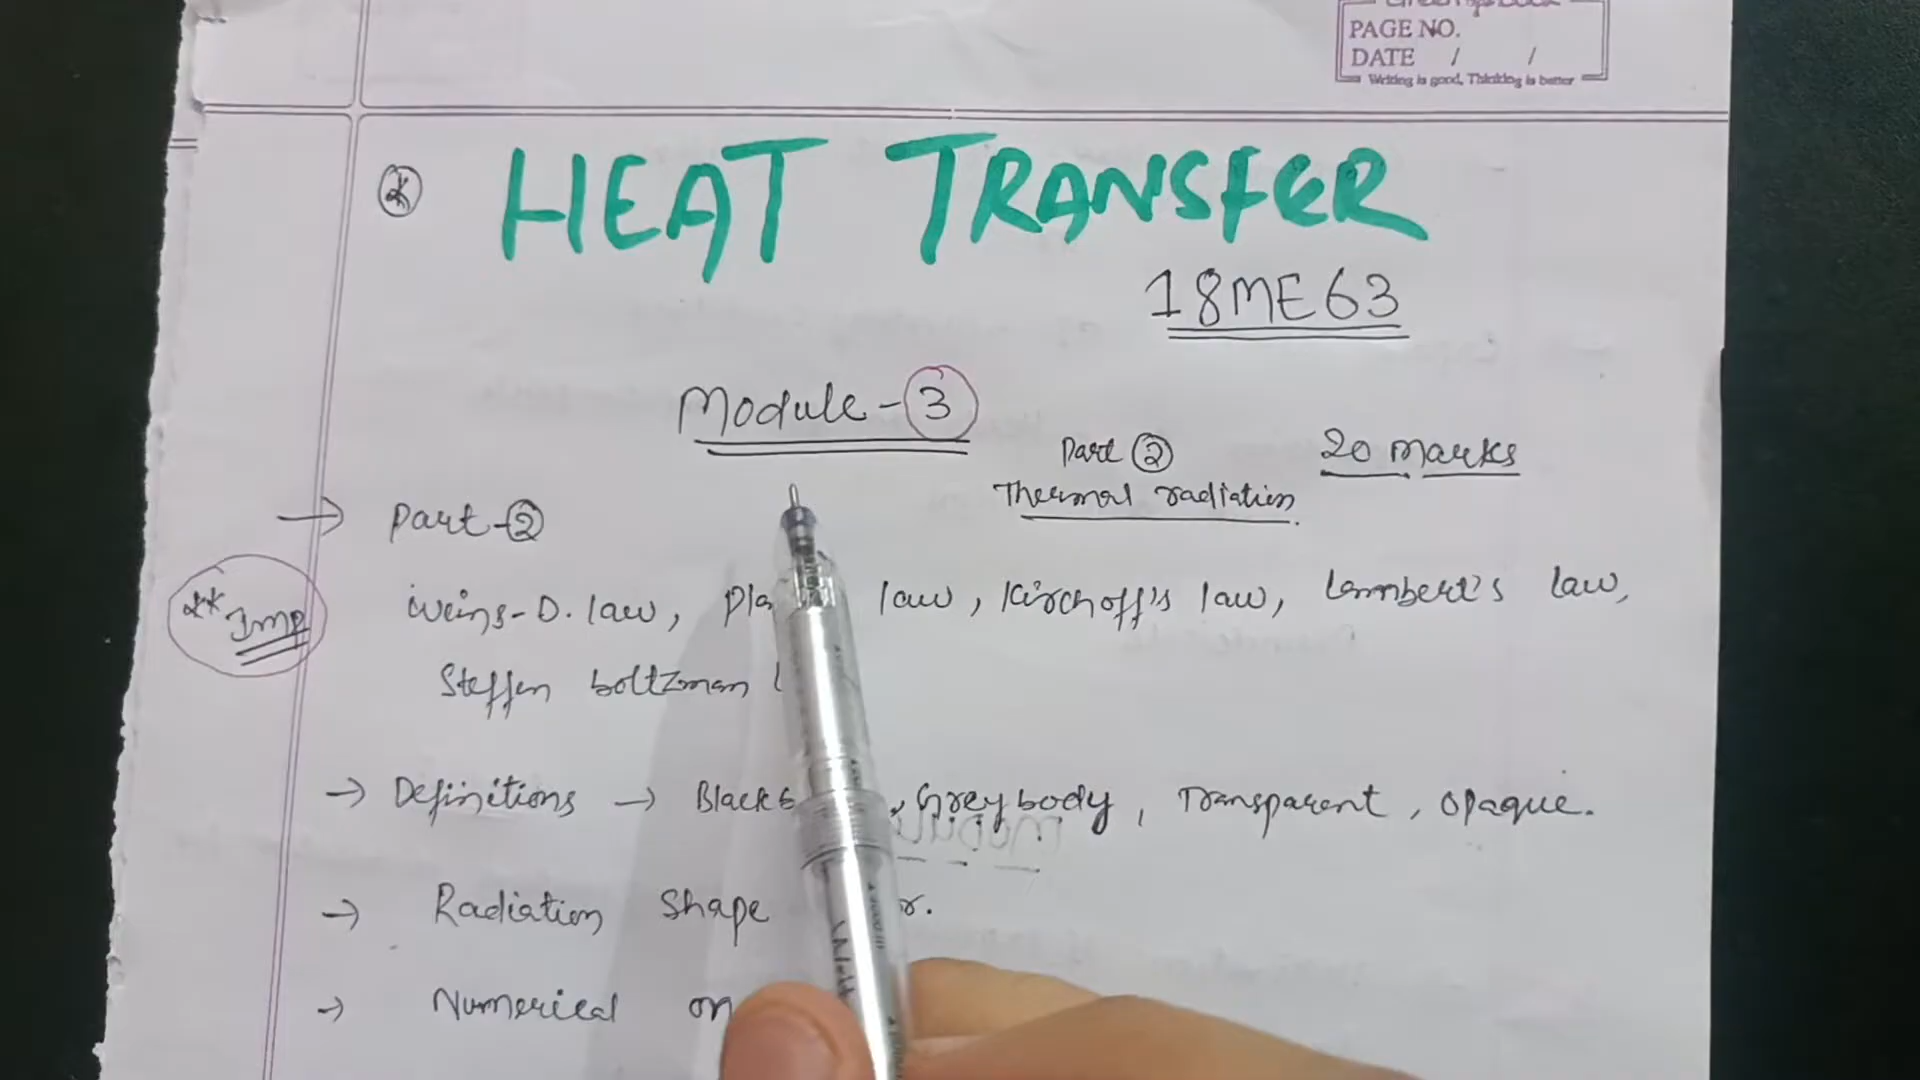 PAGE NO.
DATE / /
Writing is good, Thinking is better
HEAT TRANSFER
18ME63
Module - 3
Part 2 20 Marks
Thermal radiation
→ Part - 2
** Imp
Weins - D. law, law, Kirchoff's law, Lambert's law,
Steffen boltzman
→ Definitions → Greybody, Transparent, Opaque.
→ Radiation Shape
→ Numerical on